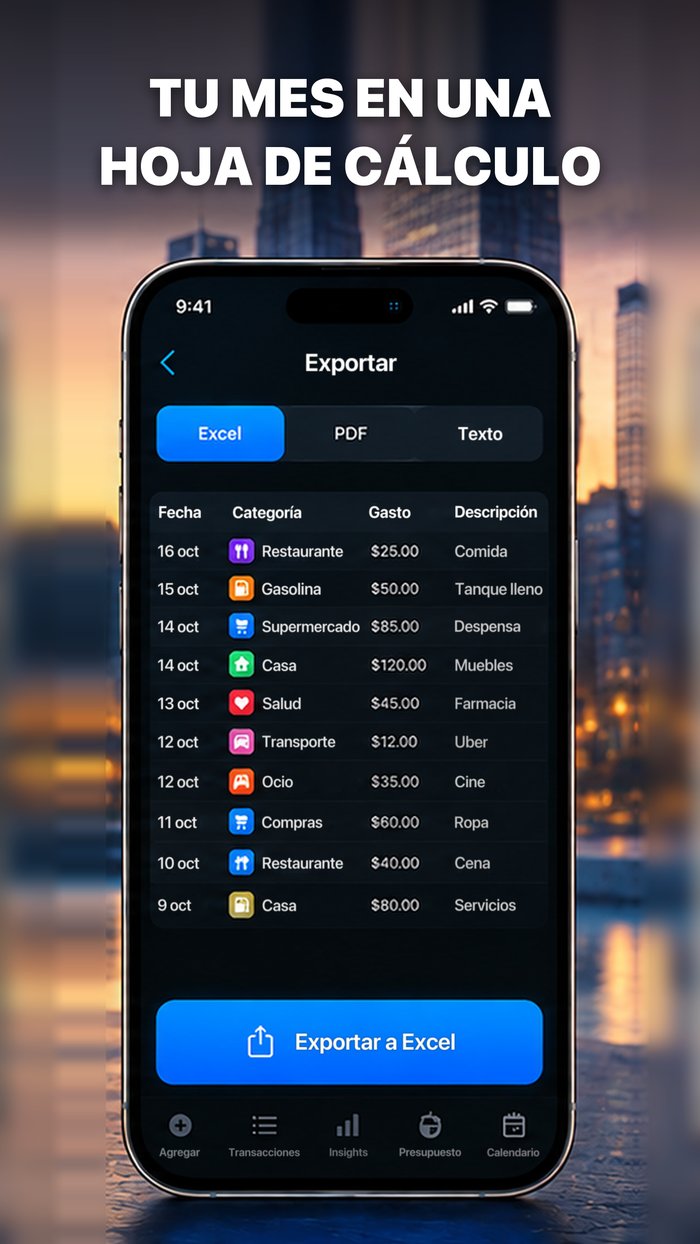 TU MES EN UNA
HOJA DE CÁLCULO
9:41
Exportar
Excel PDF Texto
Fecha Categoría Gasto Descripción
16 oct Restaurante $25.00 Comida
15 oct Gasolina $50.00 Tanque lleno
14 oct Supermercado $85.00 Despensa
14 oct Casa $120.00 Muebles
13 oct Salud $45.00 Farmacia
12 oct Transporte $12.00 Uber
12 oct Ocio $35.00 Cine
11 oct Compras $60.00 Ropa
10 oct Restaurante $40.00 Cena
9 oct Casa $80.00 Servicios
Exportar a Excel
Agregar Transacciones Insights Presupuesto Calendario